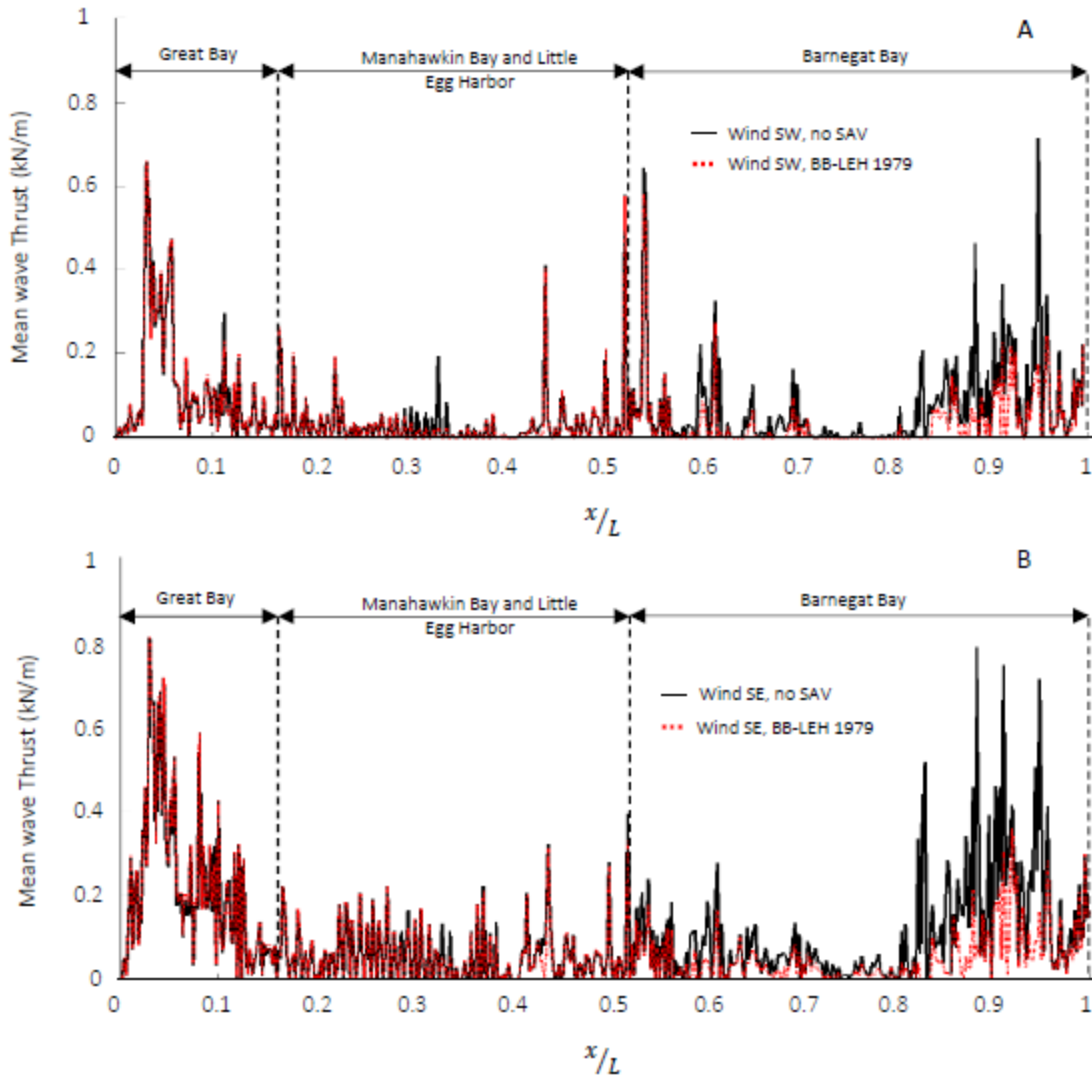 1
A
Great Bay
Manahawkin Bay and Little
Egg Harbor
Barnegat Bay
0.8
Wind SW, no SAV
Wind SW, BB-LEH 1979
0.6
Mean wave Thrust (kN/m)
0.4
0.2
0
0 0.1 0.2 0.3 0.4 0.5 0.6 0.7 0.8 0.9 1
x/L
1
B
Great Bay
Manahawkin Bay and Little
Egg Harbor
Barnegat Bay
0.8
Wind SE, no SAV
Wind SE, BB-LEH 1979
0.6
Mean wave Thrust (kN/m)
0.4
0.2
0
0 0.1 0.2 0.3 0.4 0.5 0.6 0.7 0.8 0.9 1
x/L